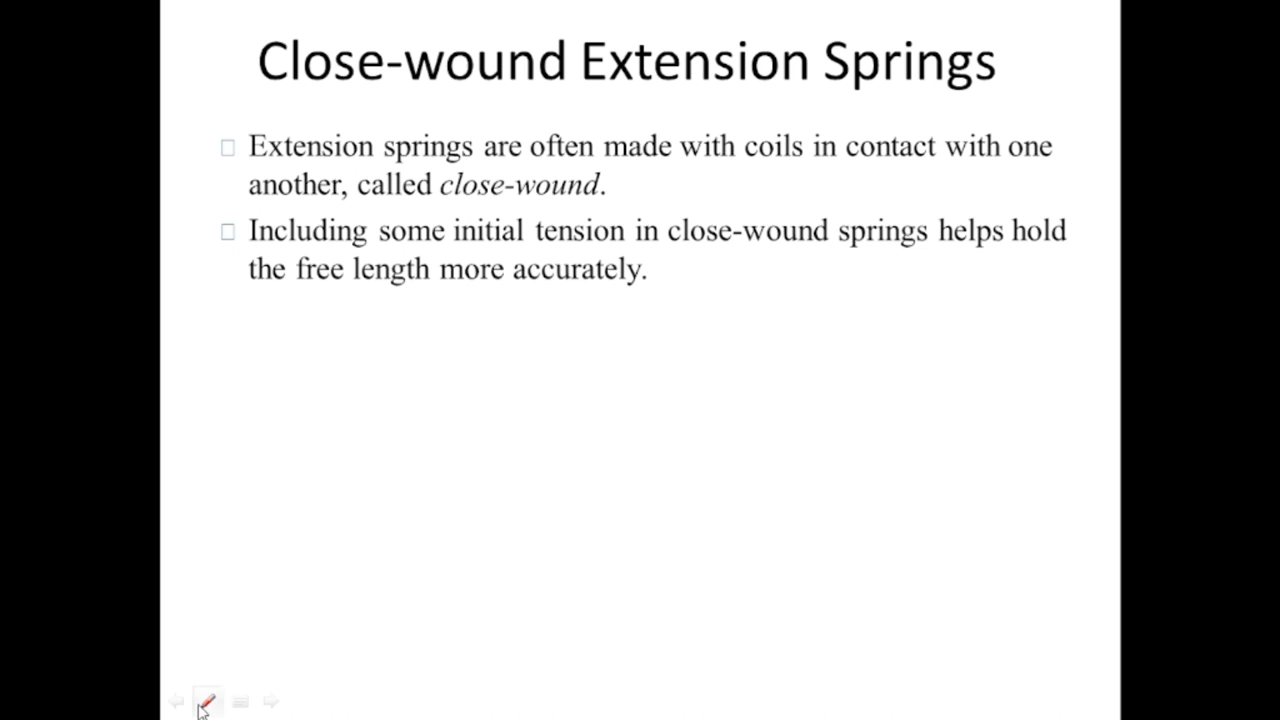 Close-wound Extension Springs
Extension springs are often made with coils in contact with one
another, called close-wound.
Including some initial tension in close-wound springs helps hold
the free length more accurately.